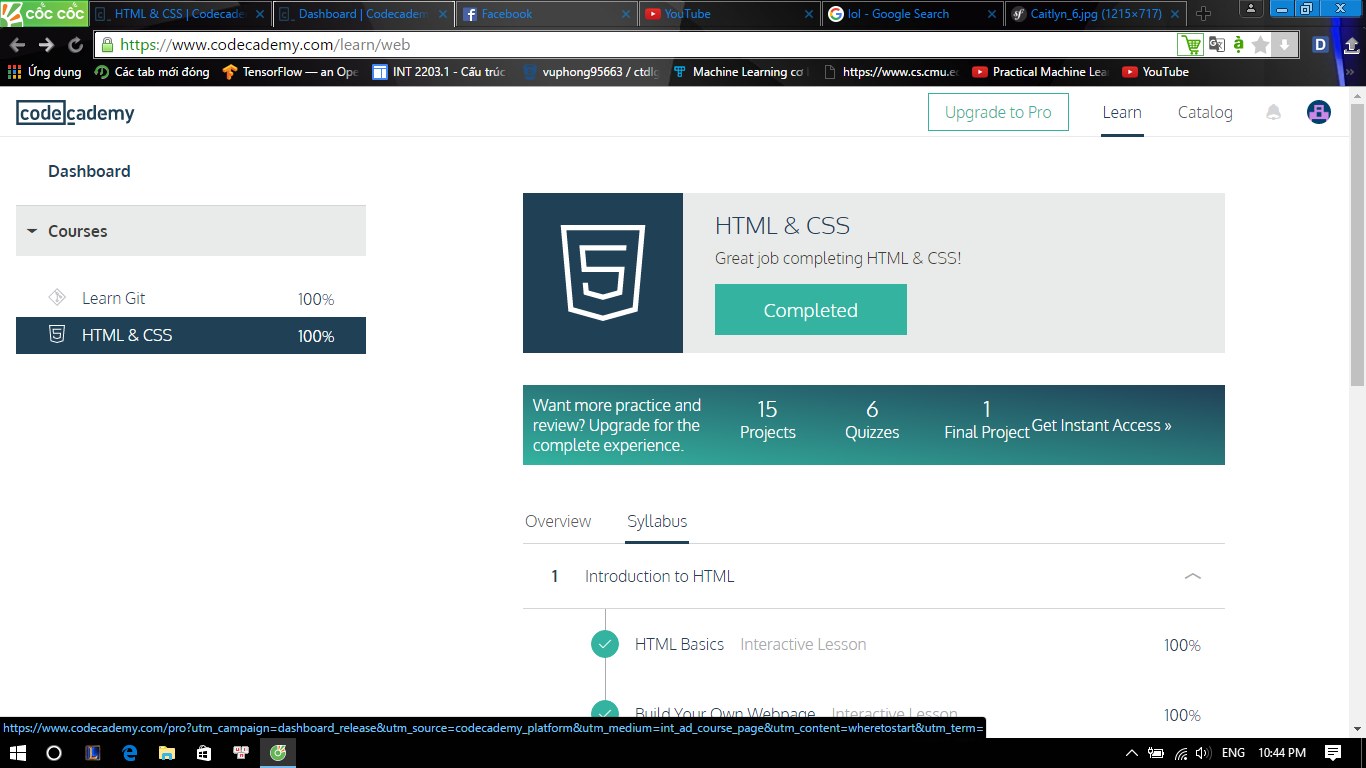 CỐC CỐC
HTML & CSS | Codecade
Dashboard | Codecadem
Facebook
YouTube
lol - Google Search
Caitlyn_6.jpg (1215×717)
https://www.codecademy.com/learn/web
Ứng dụng
Các tab mới đóng
TensorFlow — an Ope
INT 2203.1 - Cấu trúc
vuphong95663 / ctdlg
Machine Learning cơ
https://www.cs.cmu.ed
Practical Machine Lea
YouTube
codecademy
Upgrade to Pro
Learn
Catalog
Dashboard
Courses
Learn Git 100%
HTML & CSS 100%
HTML & CSS
Great job completing HTML & CSS!
Completed
Want more practice and
review? Upgrade for the
complete experience.
15
Projects
6
Quizzes
1
Final Project
Get Instant Access »
Overview
Syllabus
1 Introduction to HTML
HTML Basics Interactive Lesson 100%
Build Your Own Webpage Interactive Lesson 100%
https://www.codecademy.com/pro?utm_campaign=dashboard_release&utm_source=codecademy_platform&utm_medium=int_ad_course_page&utm_content=wheretostart&utm_term=
ENG
10:44 PM